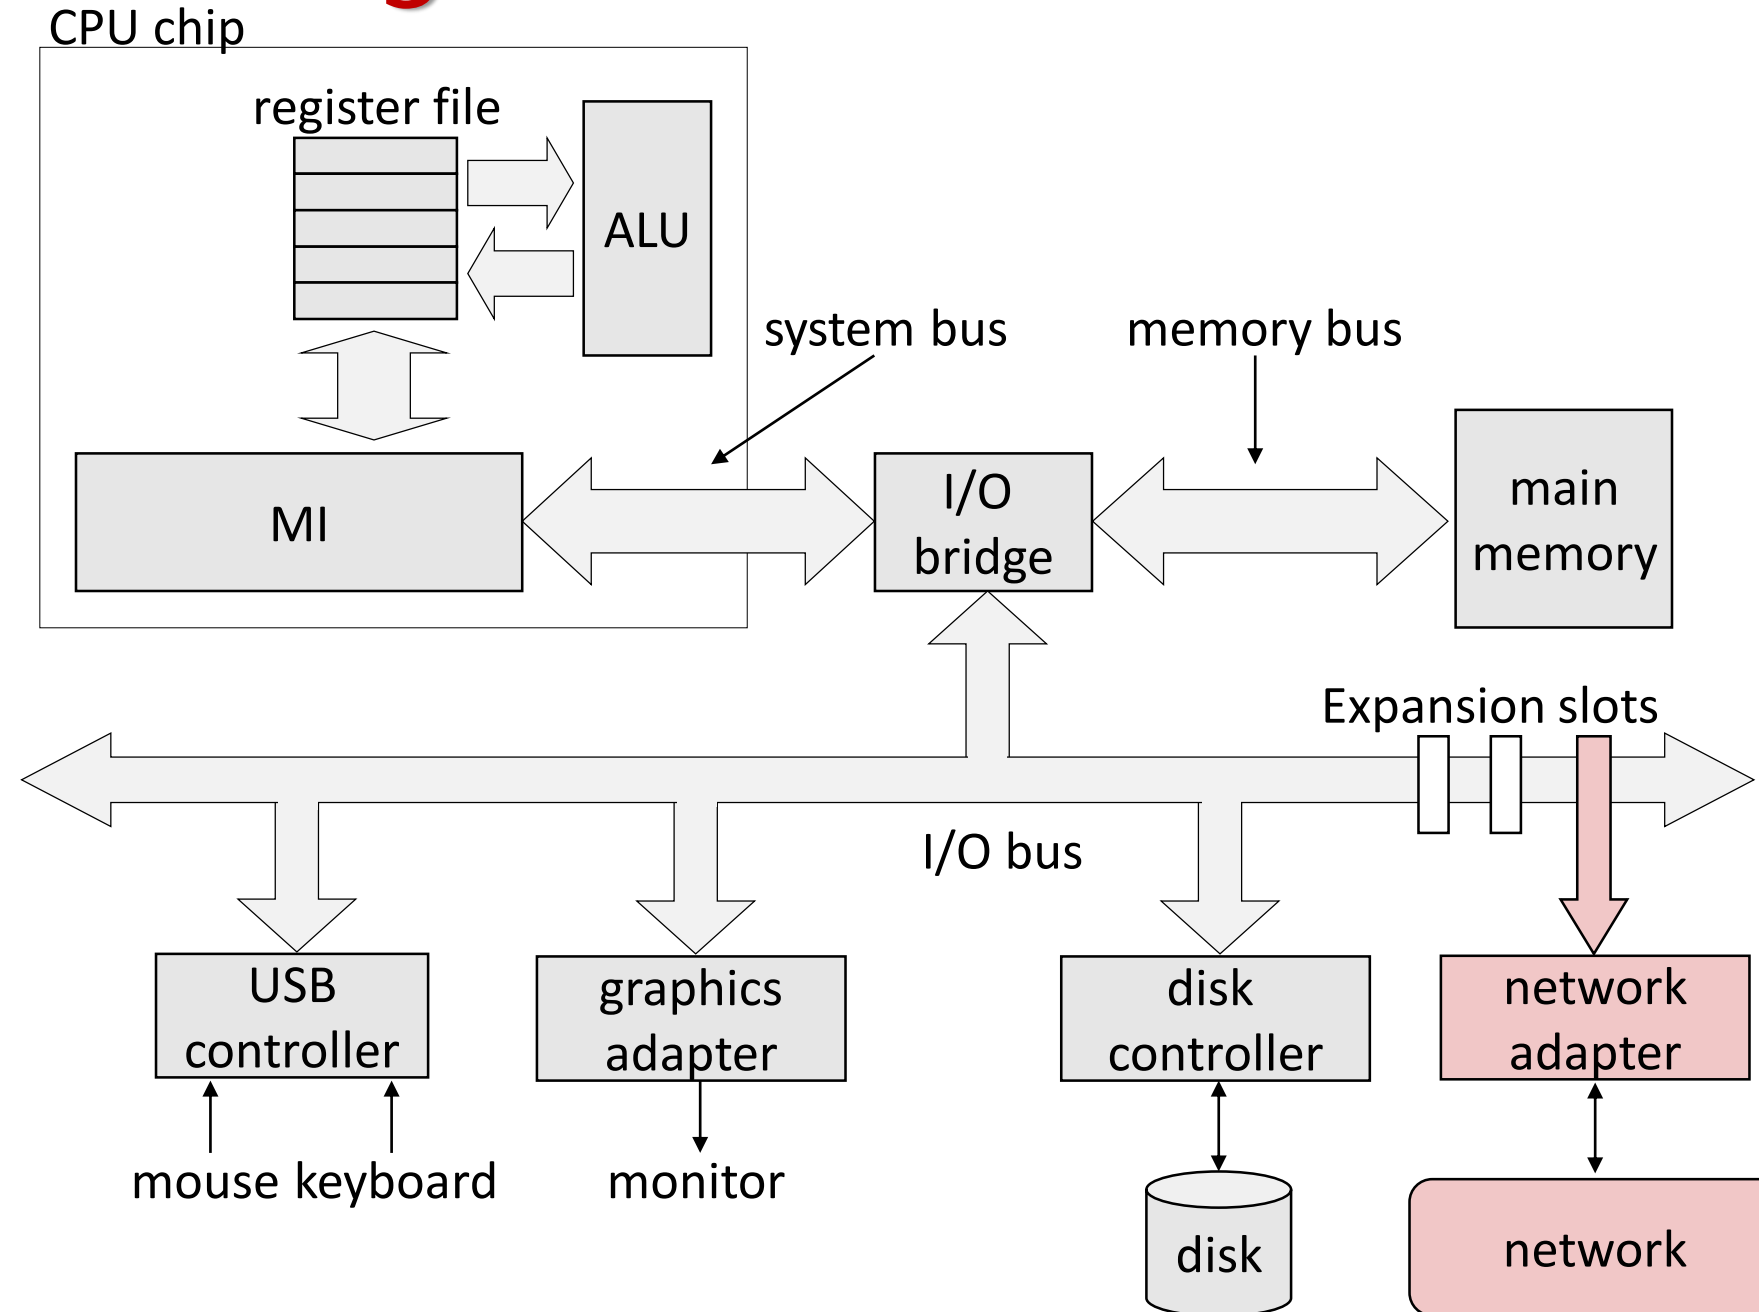 CPU chip
register file
ALU
system bus
memory bus
MI
I/O
bridge
main
memory
Expansion slots
I/O bus
USB
controller
graphics
adapter
disk
controller
network
adapter
mouse keyboard
monitor
disk
network